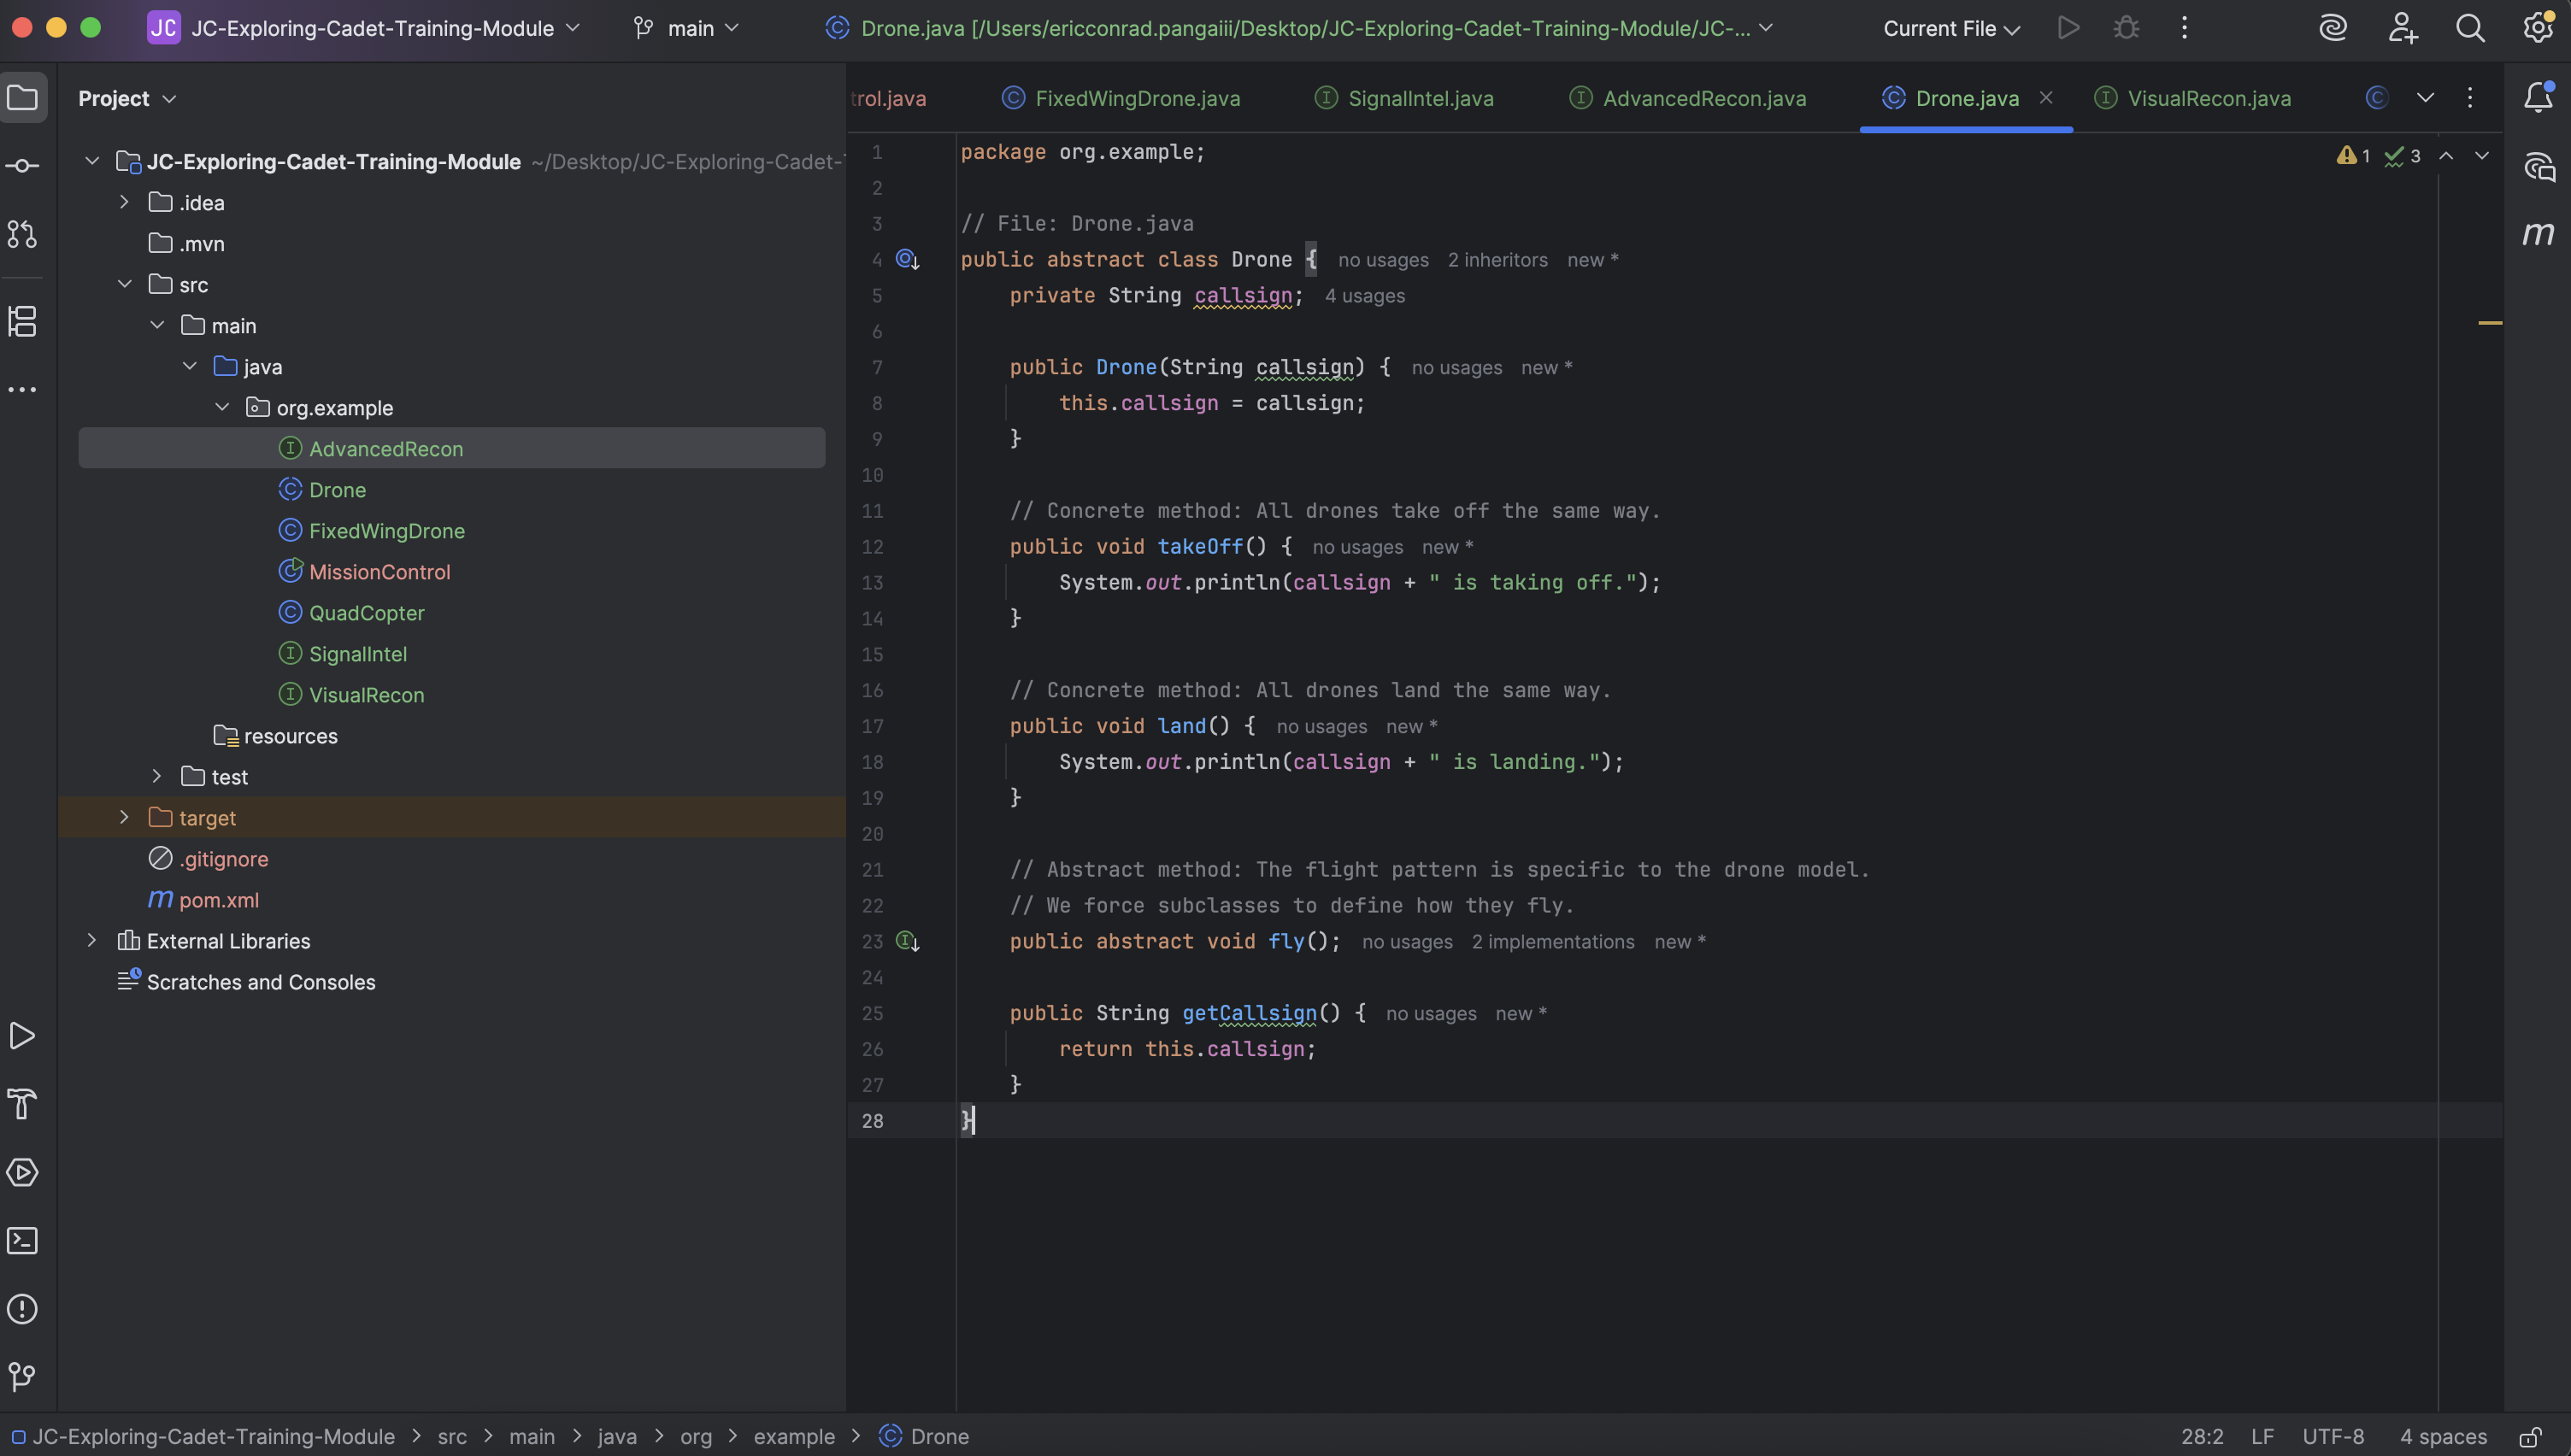 JC JC-Exploring-Cadet-Training-Module main Drone.java [/Users/ericconrad.pangaiii/Desktop/JC-Exploring-Cadet-Training-Module/JC-... Current File
Project
trol.java FixedWingDrone.java SignalIntel.java AdvancedRecon.java Drone.java VisualRecon.java
JC-Exploring-Cadet-Training-Module ~/Desktop/JC-Exploring-Cadet-
.idea
.mvn
src
main
java
org.example
AdvancedRecon
Drone
FixedWingDrone
MissionControl
QuadCopter
SignalIntel
VisualRecon
resources
test
target
.gitignore
m pom.xml
External Libraries
Scratches and Consoles
1 package org.example;
2
3 // File: Drone.java
4 public abstract class Drone { no usages 2 inheritors new *
5 private String callsign; 4 usages
6
7 public Drone(String callsign) { no usages new *
8 this.callsign = callsign;
9 }
10
11 // Concrete method: All drones take off the same way.
12 public void takeOff() { no usages new *
13 System.out.println(callsign + " is taking off.");
14 }
15
16 // Concrete method: All drones land the same way.
17 public void land() { no usages new *
18 System.out.println(callsign + " is landing.");
19 }
20
21 // Abstract method: The flight pattern is specific to the drone model.
22 // We force subclasses to define how they fly.
23 public abstract void fly(); no usages 2 implementations new *
24
25 public String getCallsign() { no usages new *
26 return this.callsign;
27 }
28 }
1 3
m
JC-Exploring-Cadet-Training-Module > src > main > java > org > example > Drone
28:2 LF UTF-8 4 spaces